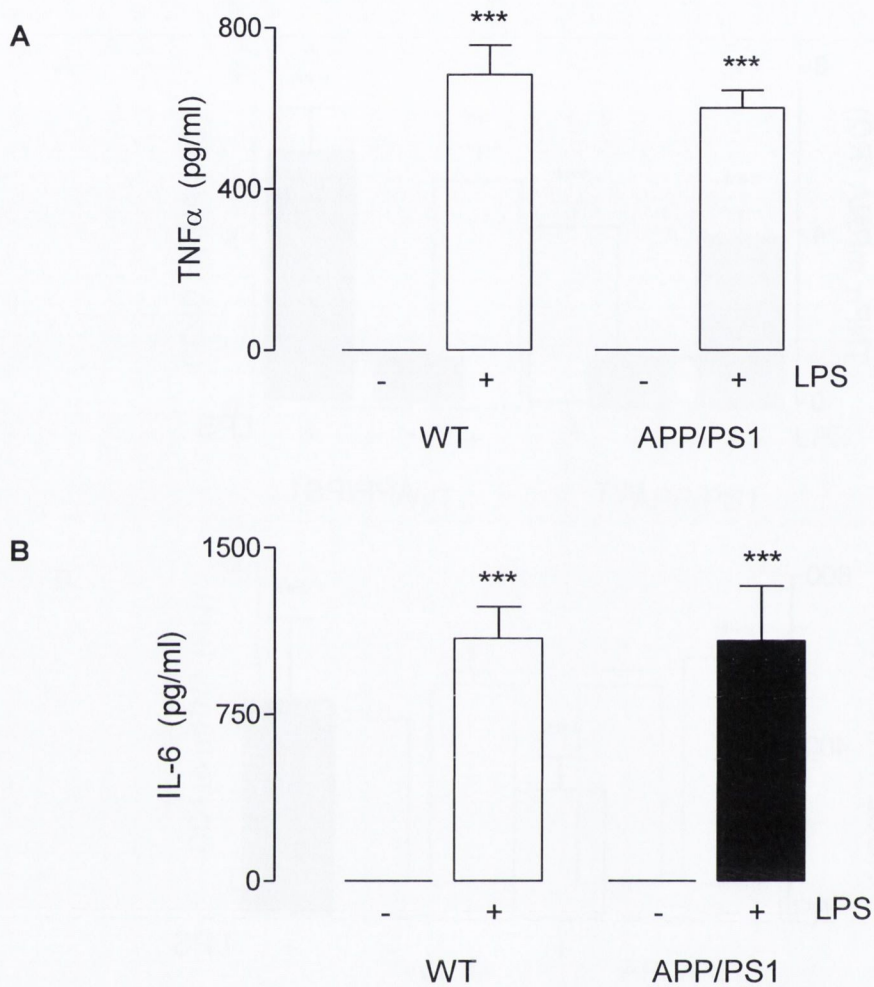 A
800
***
***
TNFα (pg/ml)
400
0
- + - + LPS
WT APP/PS1
B
1500
***
***
IL-6 (pg/ml)
750
0
- + - + LPS
WT APP/PS1